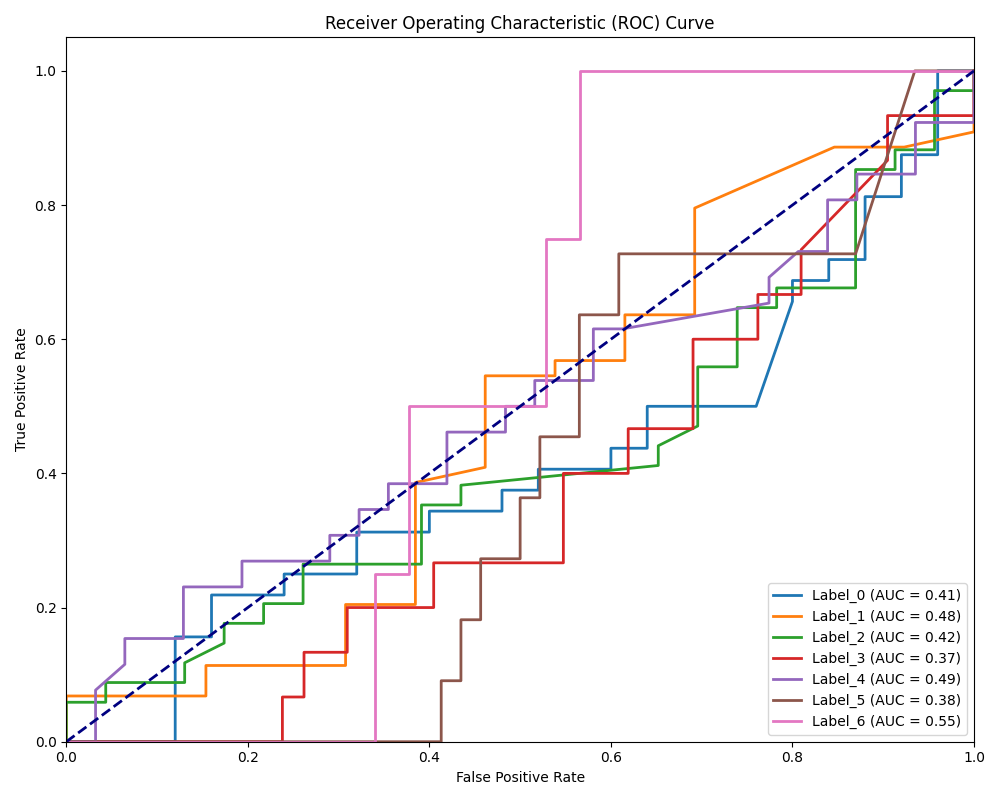 Receiver Operating Characteristic (ROC) Curve
True Positive Rate
1.0
0.8
0.6
0.4
0.2
0.0
Label_0 (AUC = 0.41)
Label_1 (AUC = 0.48)
Label_2 (AUC = 0.42)
Label_3 (AUC = 0.37)
Label_4 (AUC = 0.49)
Label_5 (AUC = 0.38)
Label_6 (AUC = 0.55)
0.0 0.2 0.4 0.6 0.8 1.0
False Positive Rate